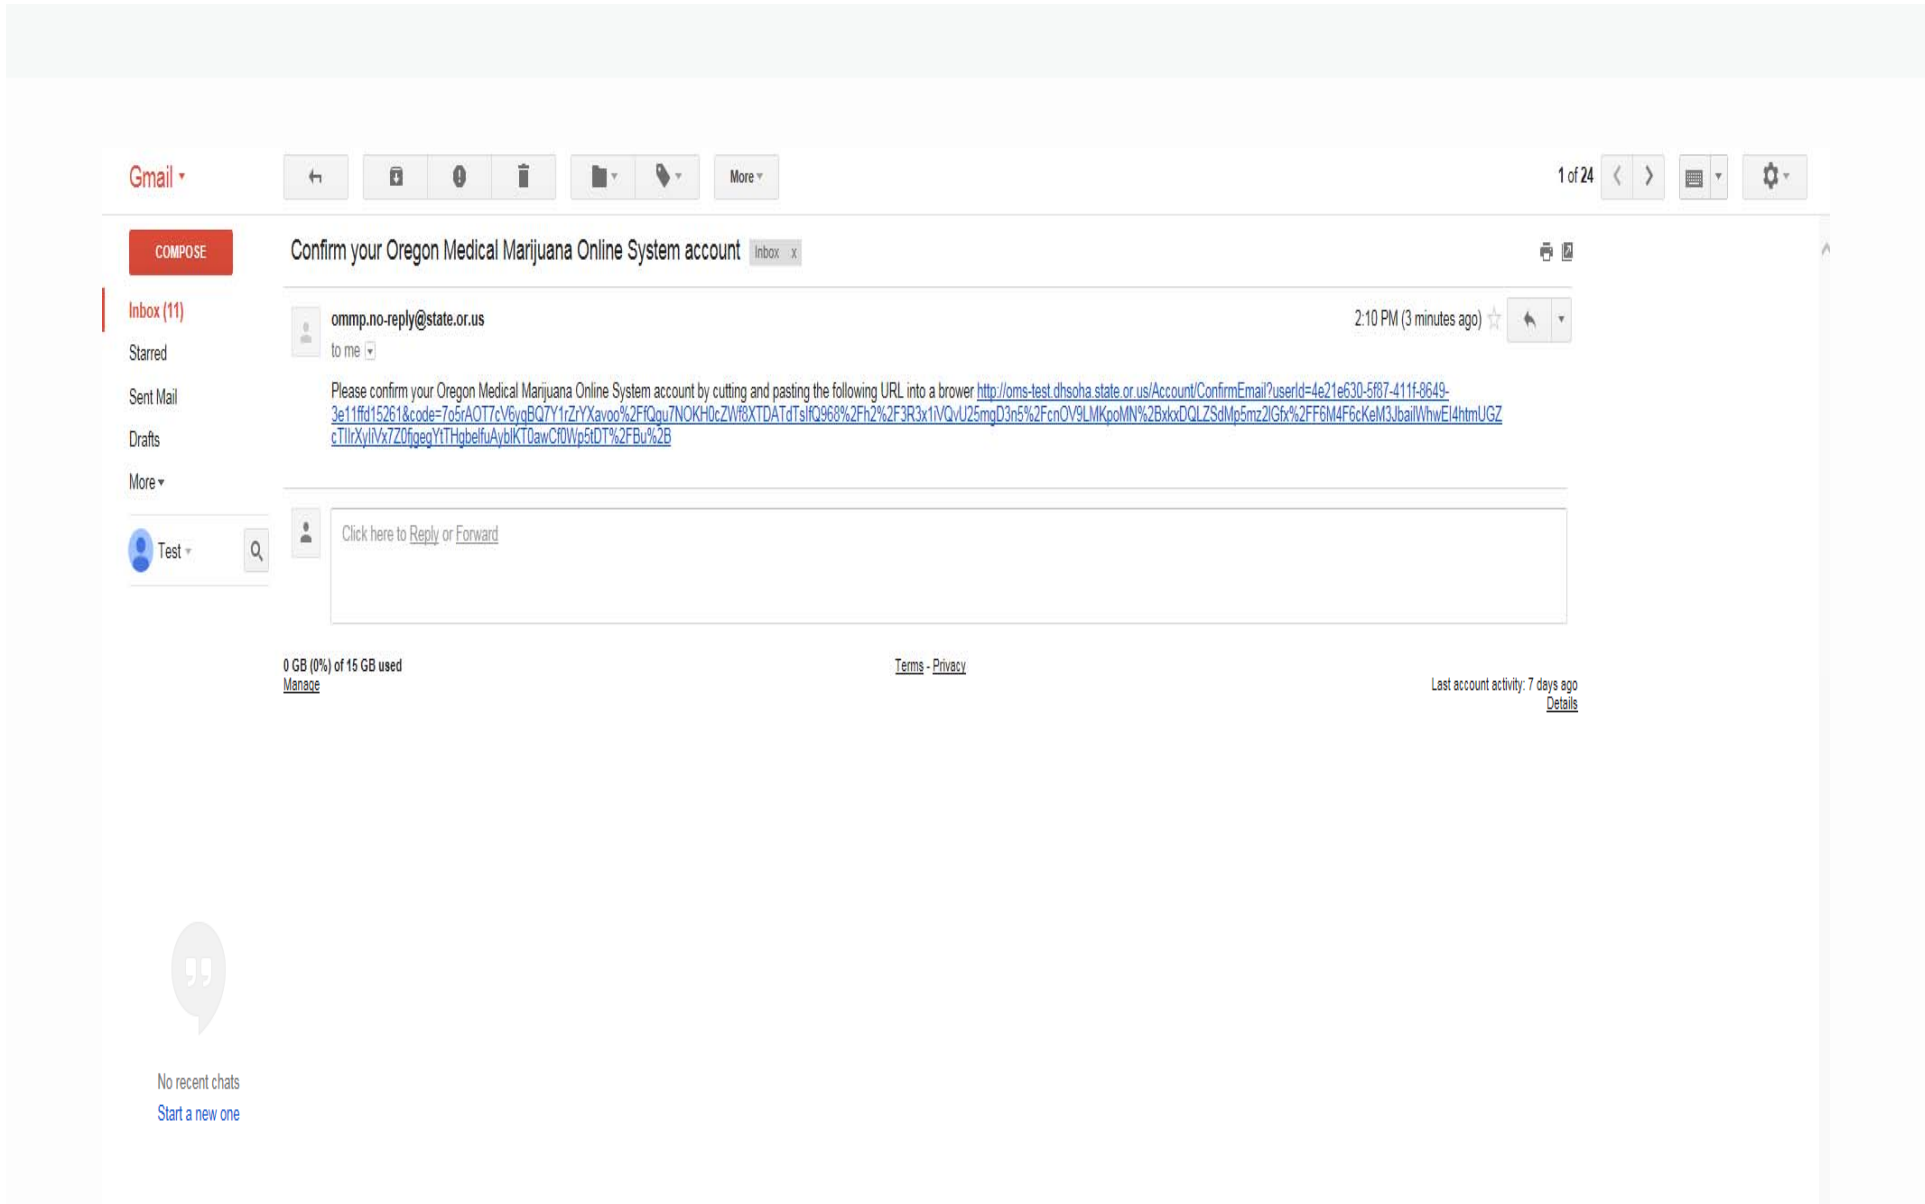 Gmail
More
1 of 24
COMPOSE
Confirm your Oregon Medical Marijuana Online System account Inbox x
Inbox (11)
ommp.no-reply@state.or.us
2:10 PM (3 minutes ago)
to me
Starred
Please confirm your Oregon Medical Marijuana Online System account by cutting and pasting the following URL into a brower http://oms-test.dhsoha.state.or.us/Account/ConfirmEmail?userId=4e21e630-5f87-411f-8649-
Sent Mail
Drafts
More
Click here to Reply or Forward
Test
0 GB (0%) of 15 GB used
Manage
Terms - Privacy
Last account activity: 7 days ago
Details
No recent chats
Start a new one